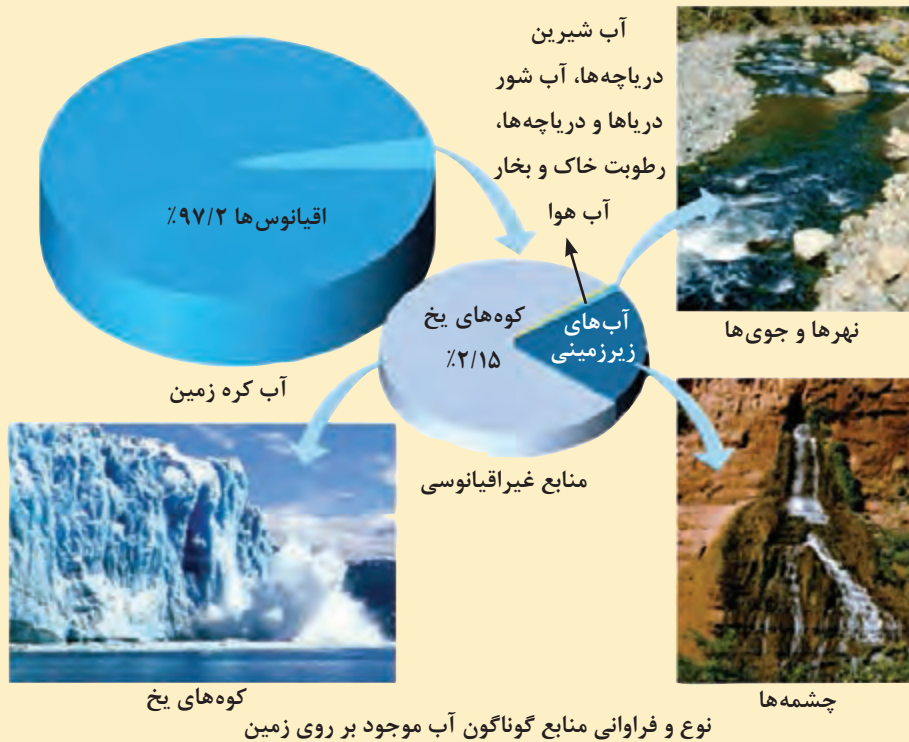 آب شیرین
دریاچه‌ها، آب شور
دریاها و دریاچه‌ها،
رطوبت خاک و بخار
آب هوا
اقیانوس‌ها ۹۷/۲٪
آب کره زمین
کوه‌های یخ
۲/۱۵٪
آب‌های
زیرزمینی
منابع غیراقیانوسی
نهرها و جوی‌ها
کوه‌های یخ
چشمه‌ها
نوع و فراوانی منابع گوناگون آب موجود بر روی زمین